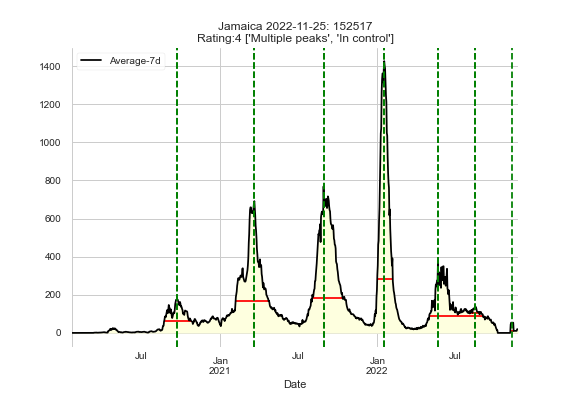 Jamaica 2022-11-25: 152517
Rating:4 ['Multiple peaks', 'In control']
Average-7d
1400
1200
1000
800
600
400
200
0
Jul
Jan
2021
Jul
Jan
2022
Jul
Date